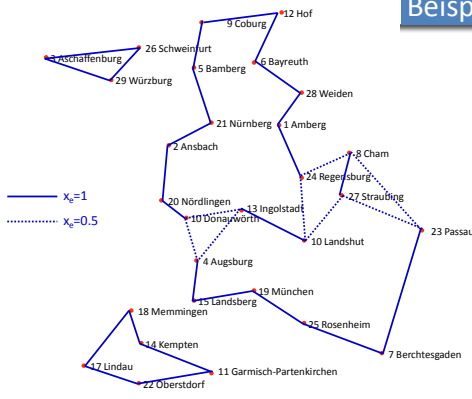 Beisp
12 Hof
9 Coburg
26 Schweinfurt
3 Aschaffenburg
5 Bamberg
6 Bayreuth
29 Würzburg
28 Weiden
21 Nürnberg
1 Amberg
2 Ansbach
8 Cham
24 Regensburg
x_e=1
27 Straubing
20 Nördlingen
13 Ingolstadt
10 Donauwörth
x_e=0.5
23 Passau
10 Landshut
4 Augsburg
19 München
15 Landsberg
18 Memmingen
25 Rosenheim
14 Kempten
7 Berchtesgaden
17 Lindau
11 Garmisch-Partenkirchen
22 Oberstdorf